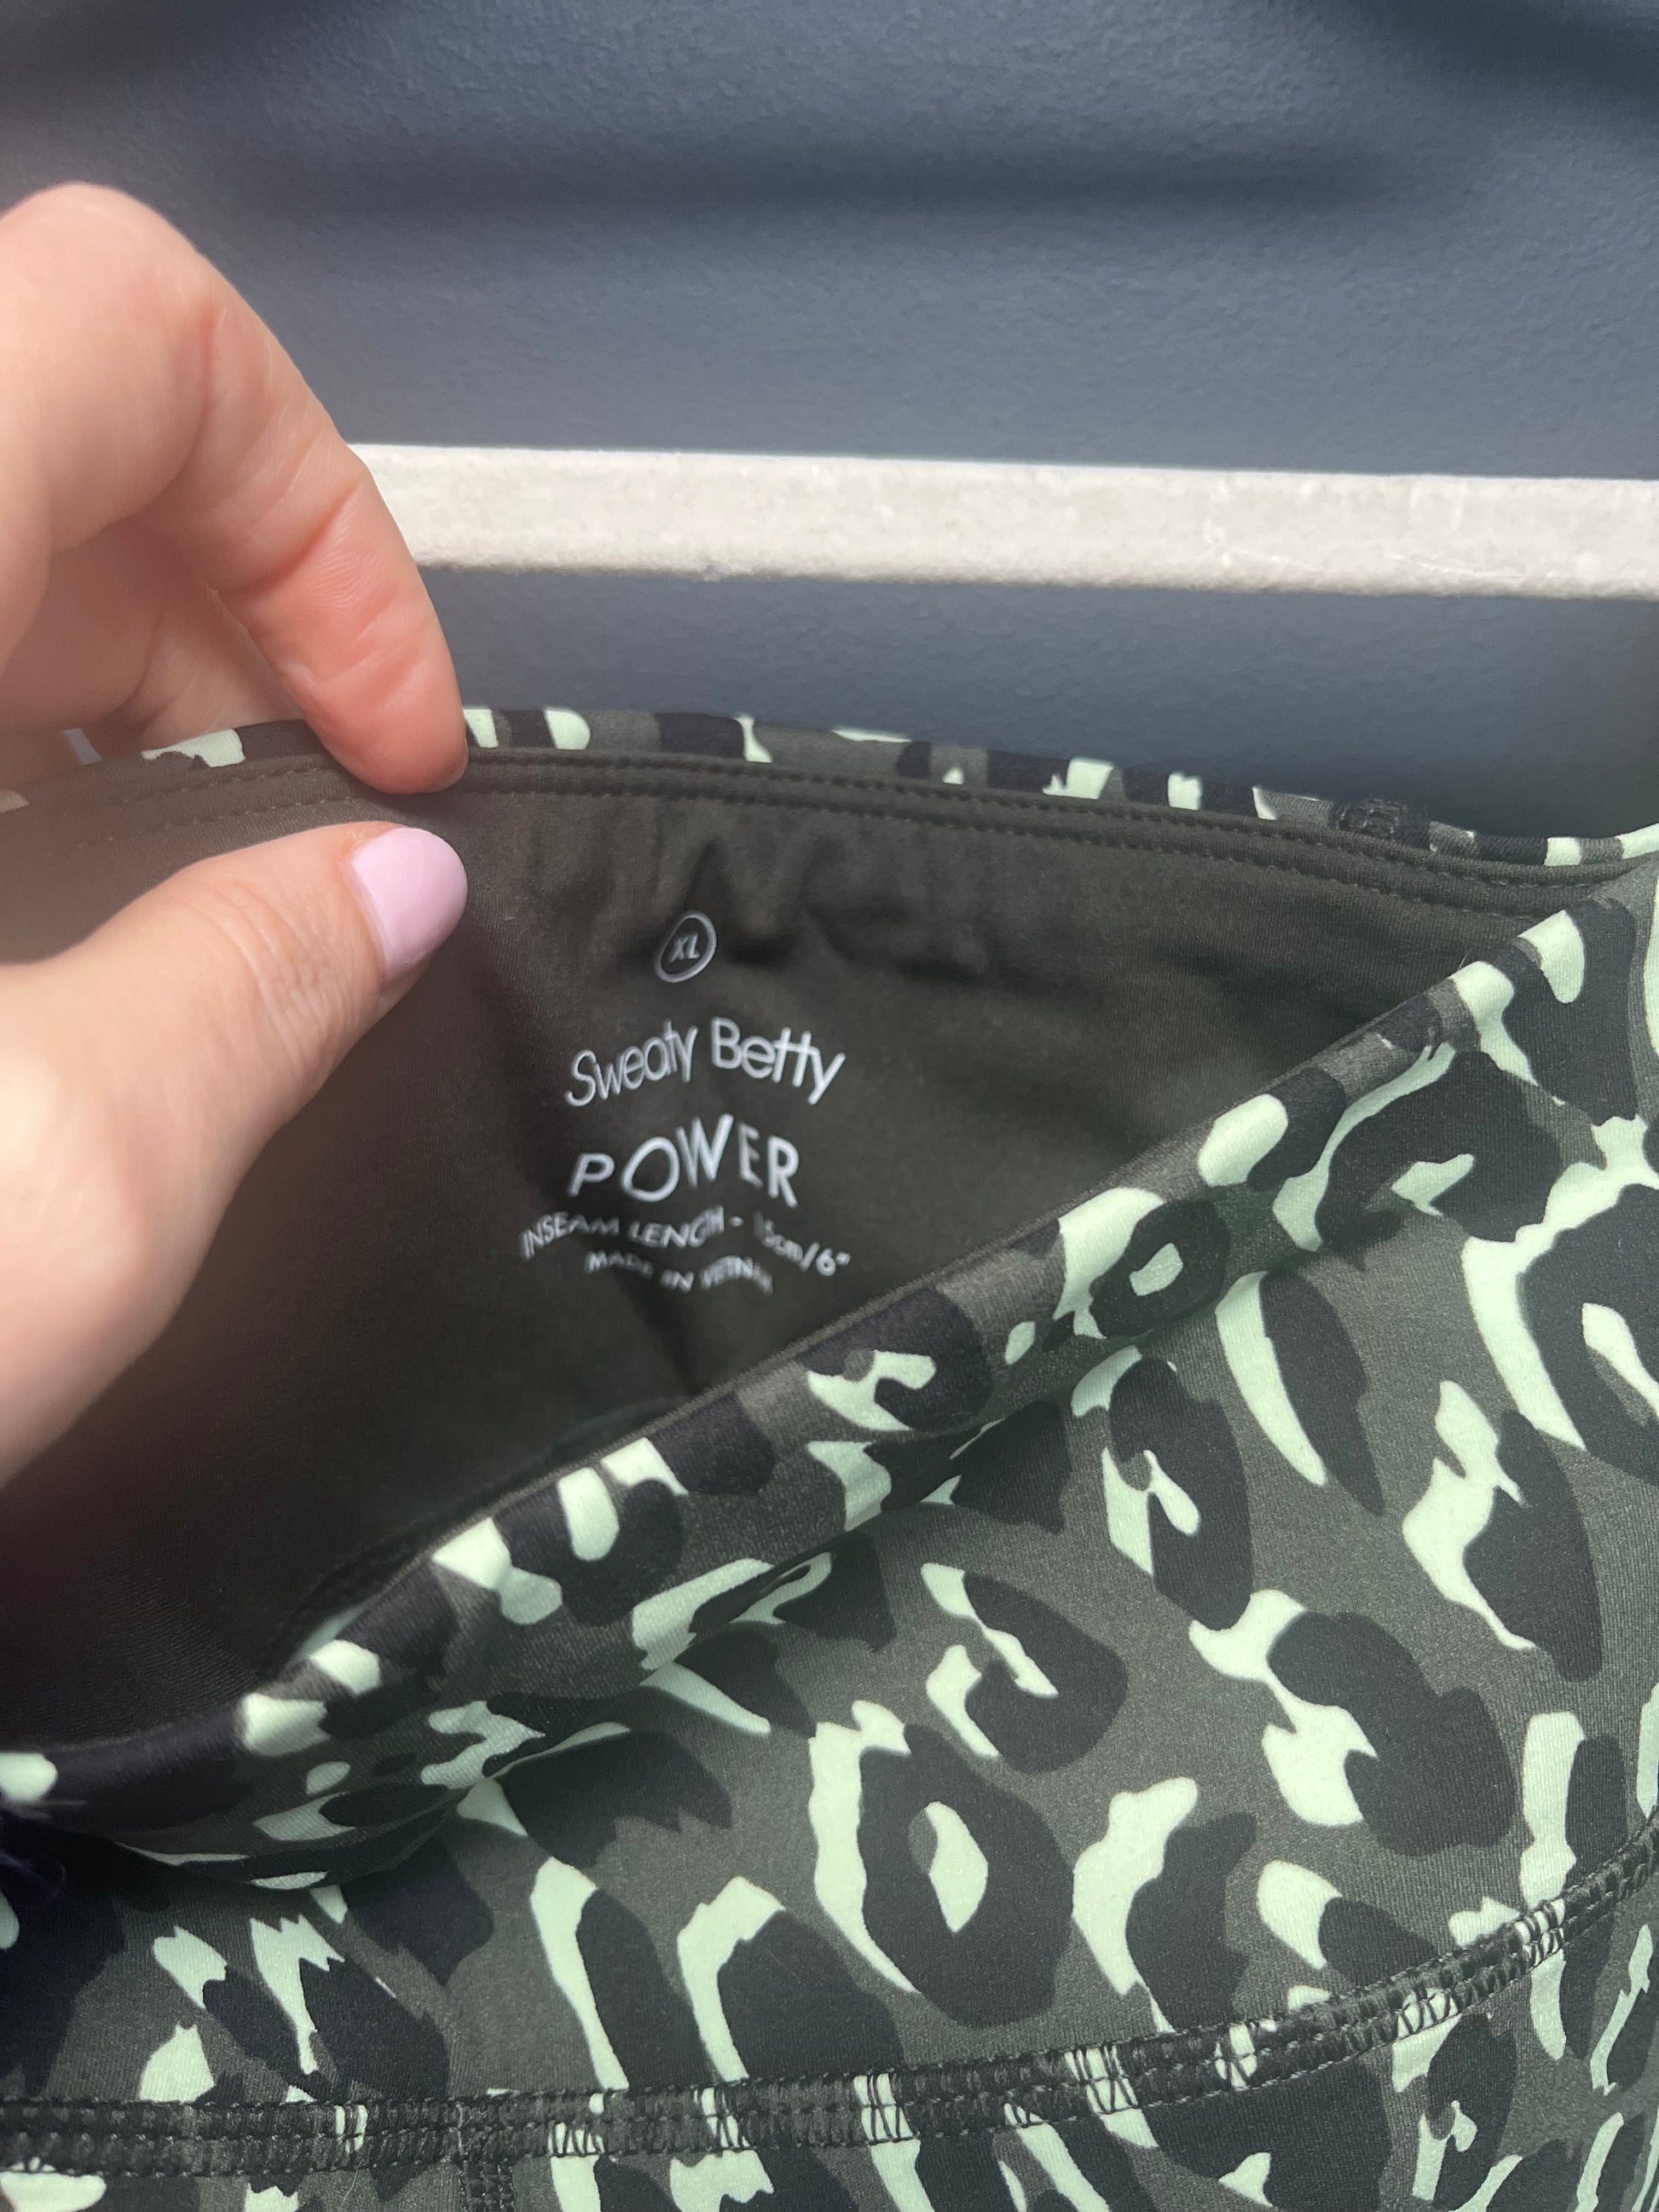 XL
Sweaty Betty
POWER
INSEAM LENGTH - 15cm/6"
MADE IN VIETNAM